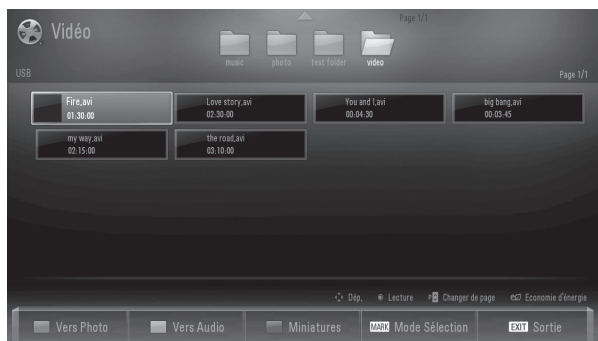 Vidéo
Page 1/1
music photo test folder video
USB
Page 1/1
Fire,avi
01:30:00
Love story,avi
02:30:00
You and I,avi
00:04:30
big bang,avi
00:03:45
my way,avi
02:15:00
the road,avi
03:10:00
Dép. Lecture P Changer de page Economie d'énergie
Vers Photo Vers Audio Miniatures MARK Mode Sélection EXIT Sortie